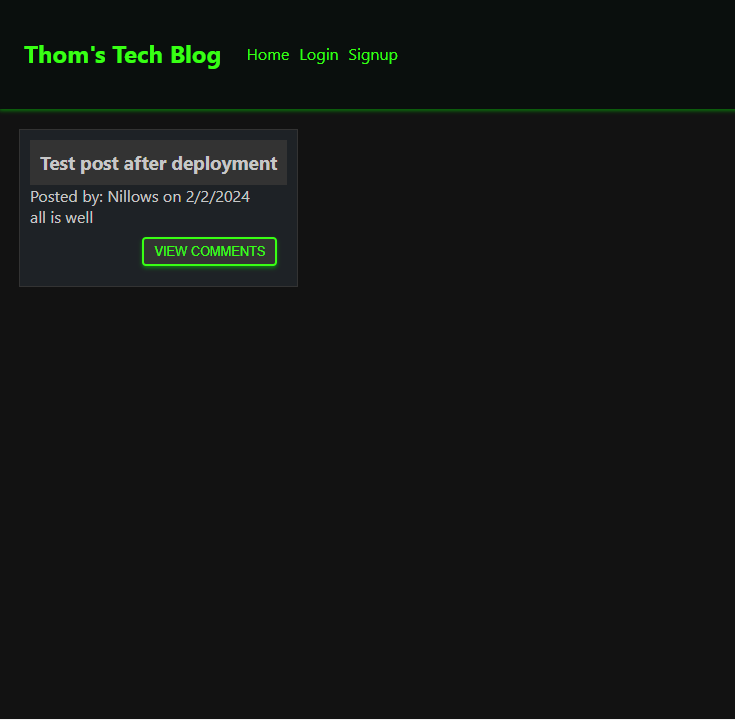 Thom's Tech Blog Home Login Signup
Test post after deployment
Posted by: Nillows on 2/2/2024
all is well
VIEW COMMENTS